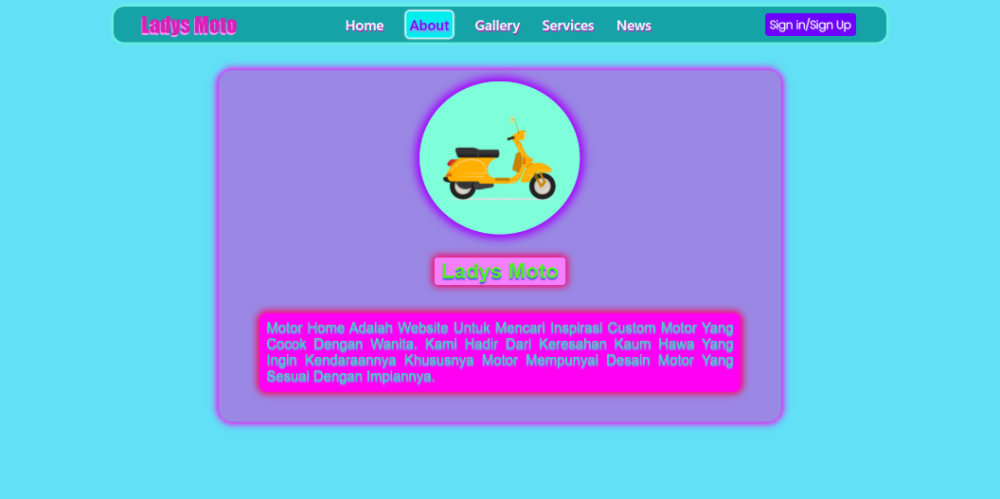 Ladys Moto
Home About Gallery Services News
Sign in/Sign Up
Ladys Moto
Motor Home Adalah Website Untuk Mencari Inspirasi Custom Motor Yang
Cocok Dengan Wanita. Kami Hadir Dari Keresahan Kaum Hawa Yang
Ingin Kendaraannya Khususnya Motor Mempunyai Desain Motor Yang
Sesuai Dengan Impiannya.